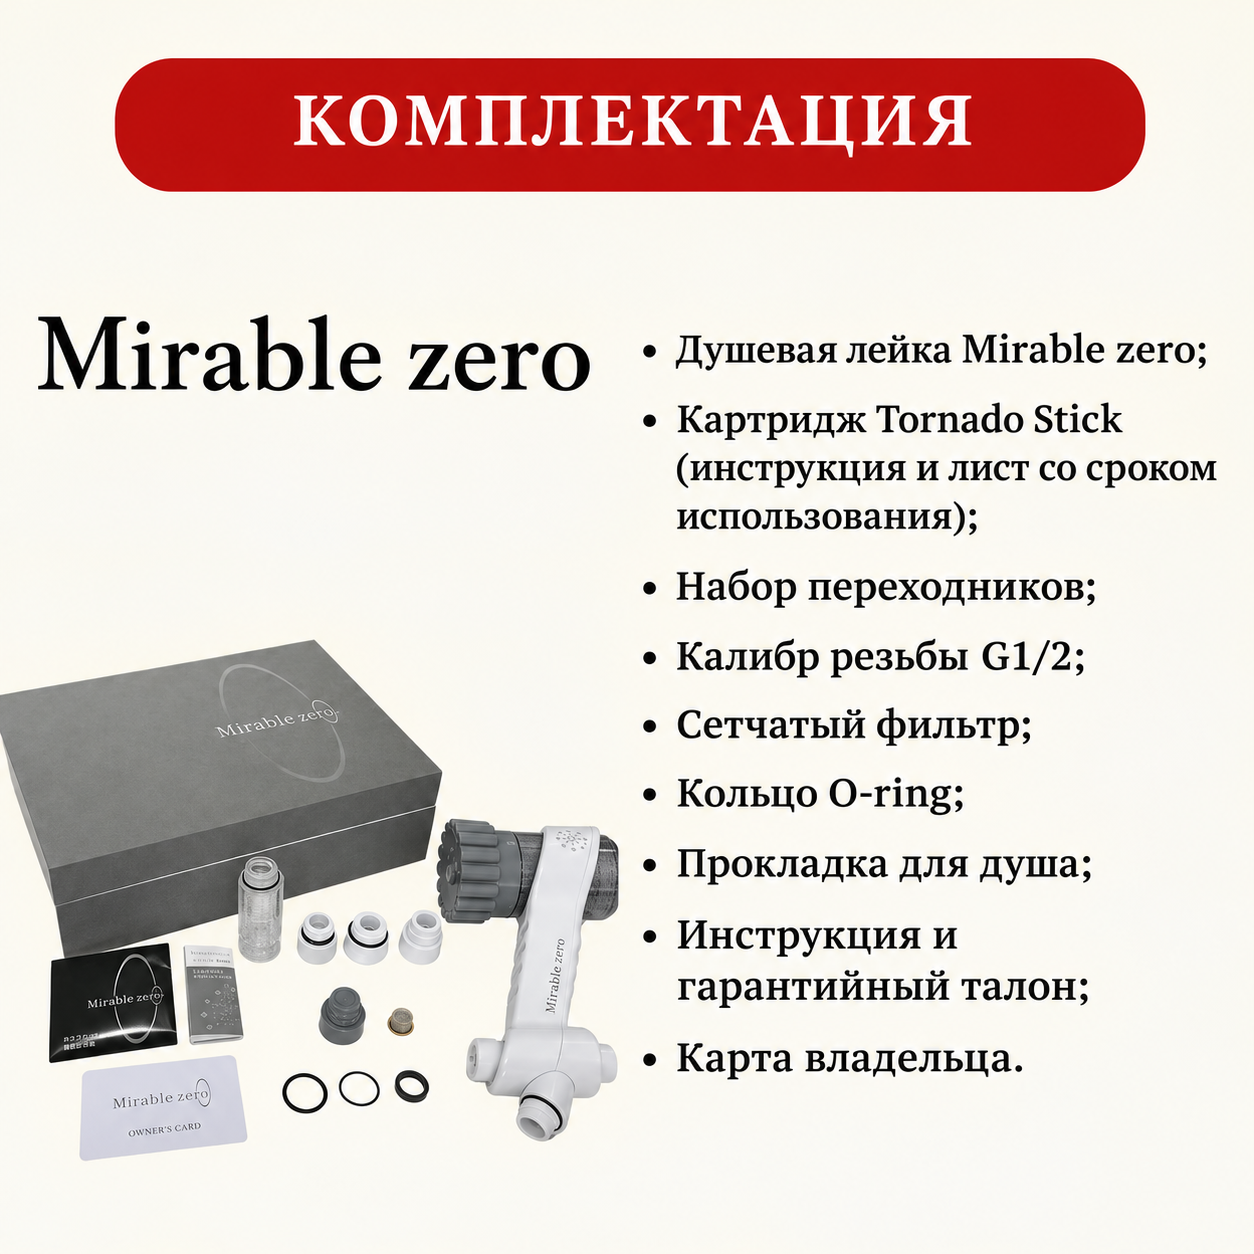 КОМПЛЕКТАЦИЯ
Mirable zero
• Душевая лейка Mirable zero;
• Картридж Tornado Stick
(инструкция и лист со сроком
использования);
• Набор переходников;
• Калибр резьбы G1/2;
• Сетчатый фильтр;
• Кольцо O-ring;
• Прокладка для душа;
• Инструкция и
гарантийный талон;
• Карта владельца.
Mirable zero
Mirable zero
Mirable zero
Mirable zero
OWNER'S CARD